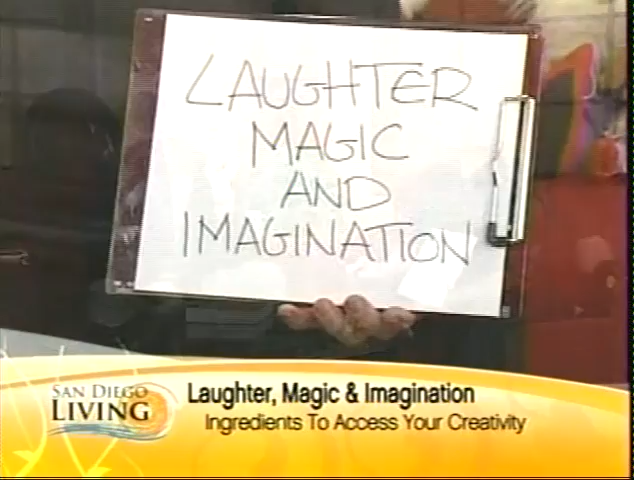 LAUGHTER
MAGIC
AND
IMAGINATION
SAN DIEGO
LIVING
Laughter, Magic & Imagination
Ingredients To Access Your Creativity